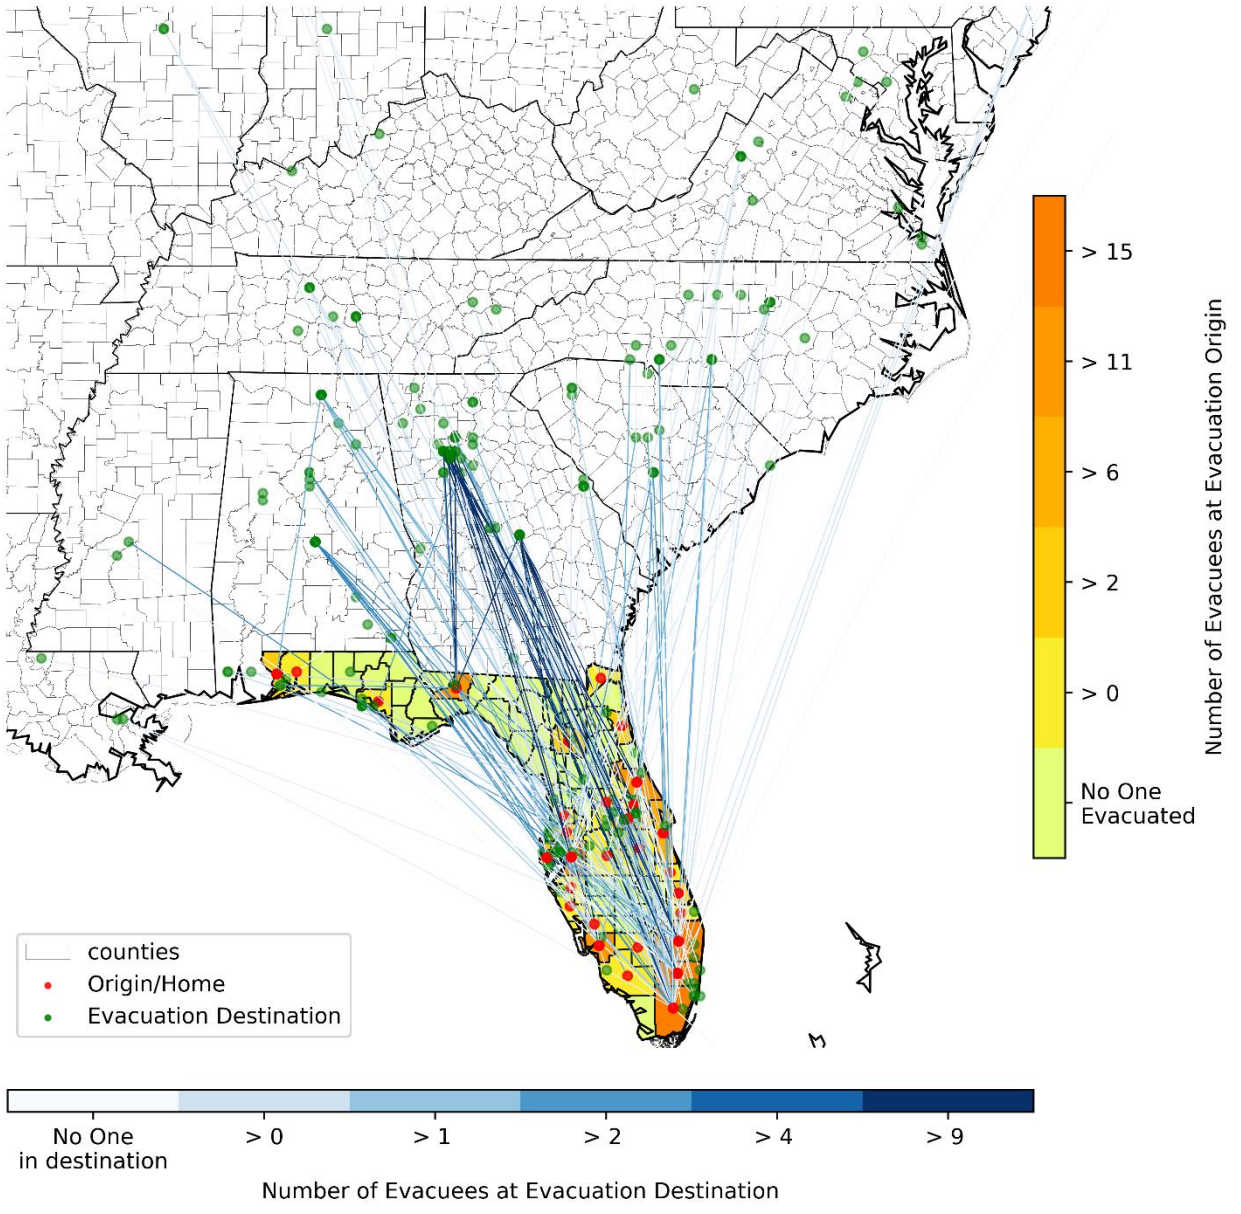 > 15
> 11
> 6
> 2
> 0
No One
Evacuated
Number of Evacuees at Evacuation Origin
counties
Origin/Home
Evacuation Destination
No One
in destination
> 0
> 1
> 2
> 4
> 9
Number of Evacuees at Evacuation Destination